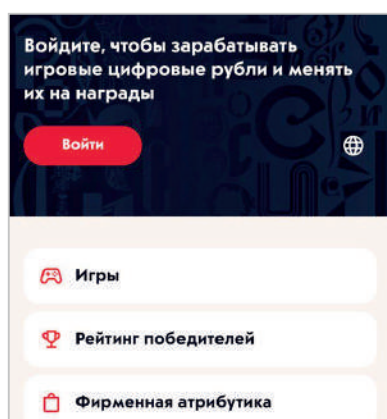 Войдите, чтобы зарабатывать
игровые цифровые рубли и менять
их на награды
Войти
Игры
Рейтинг победителей
Фирменная атрибутика